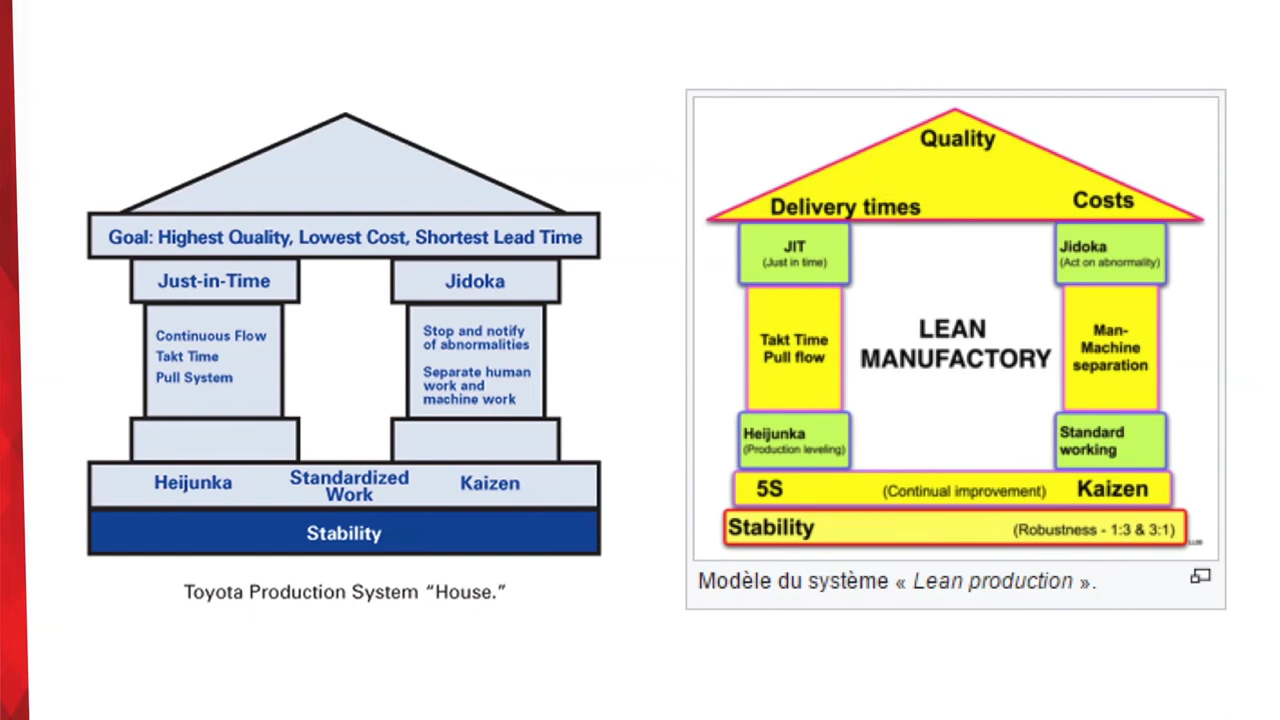 Goal: Highest Quality, Lowest Cost, Shortest Lead Time
Just-in-Time
Continuous Flow
Takt Time
Pull System
Jidoka
Stop and notify
of abnormalities
Separate human
work and
machine work
Heijunka
Standardized
Work
Kaizen
Stability
Toyota Production System “House.”
Quality
Delivery times
Costs
JIT
(Just in time)
Takt Time
Pull flow
Heijunka
(Production leveling)
LEAN
MANUFACTORY
Jidoka
(Act on abnormality)
Man-
Machine
separation
Standard
working
5S
(Continual improvement)
Kaizen
Stability
(Robustness - 1:3 & 3:1)
Modèle du système « Lean production ».